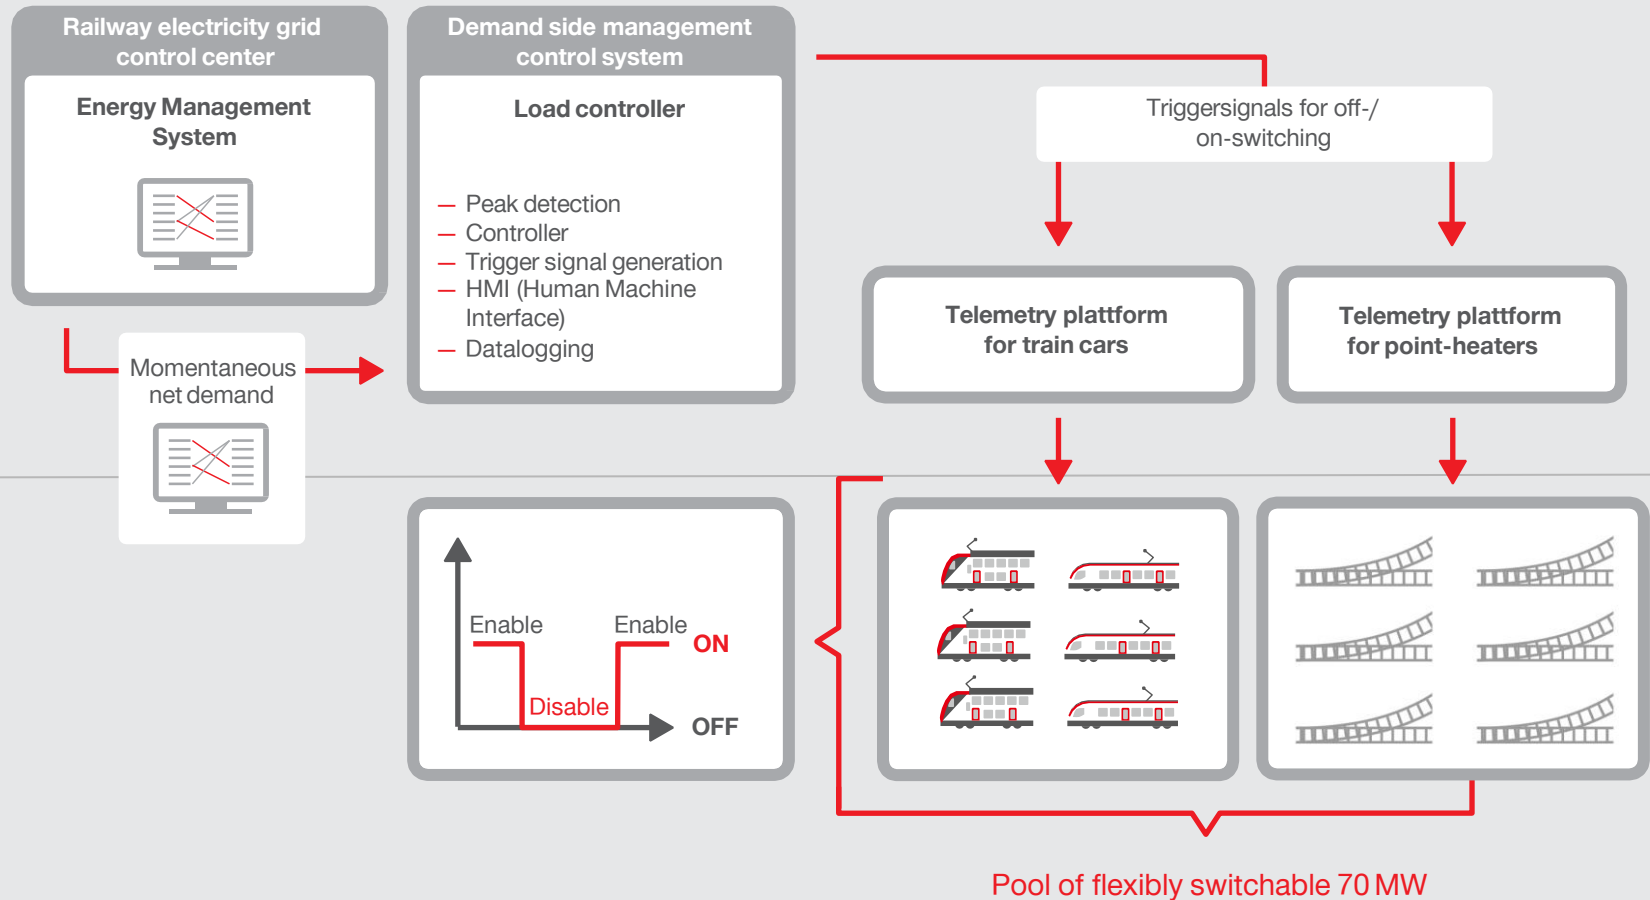 Railway electricity grid
control center
Energy Management
System
Momentaneous
net demand
Demand side management
control system
Load controller
— Peak detection
— Controller
— Trigger signal generation
— HMI (Human Machine
Interface)
— Datalogging
Triggersignals for off-/
on-switching
Telemetry plattform
for train cars
Telemetry plattform
for point-heaters
Enable
Enable
ON
Disable
OFF
Pool of flexibly switchable 70 MW